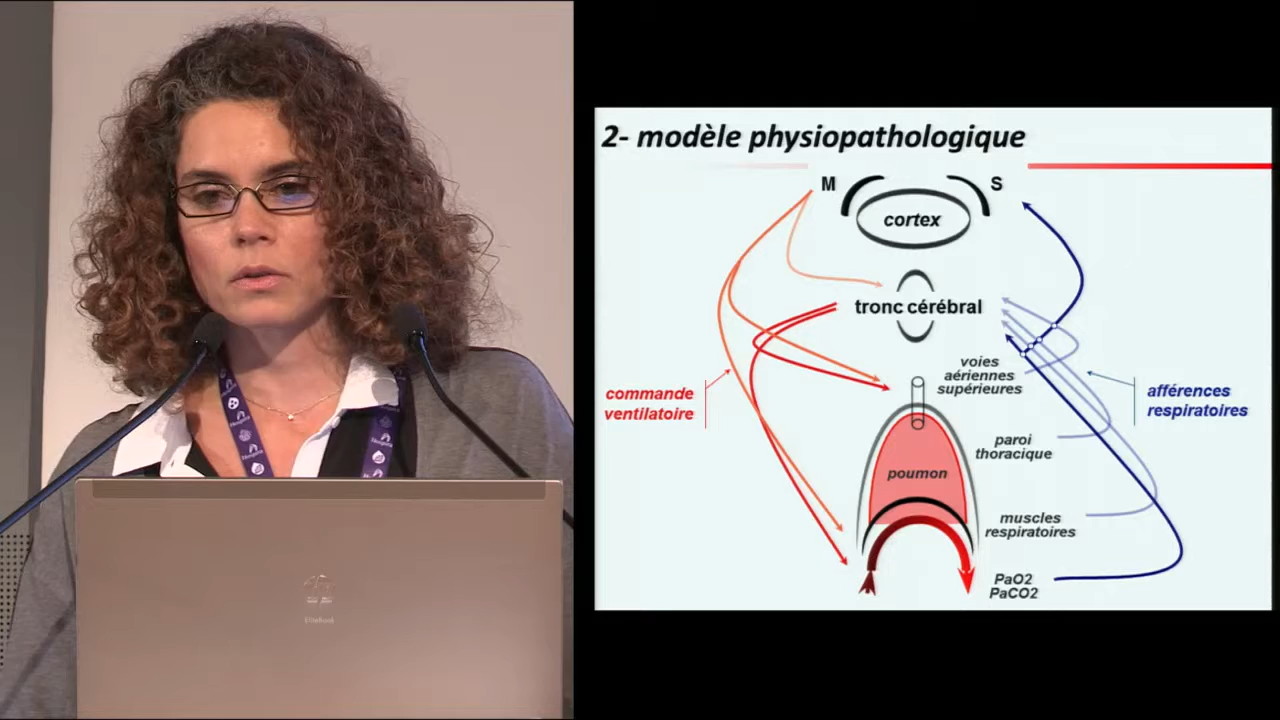 2- modèle physiopathologique
M
S
cortex
tronc cérébral
voies
aériennes
supérieures
commande
ventilatoire
afférences
respiratoires
paroi
thoracique
poumon
muscles
respiratoires
PaO2
PaCO2
EliteBook